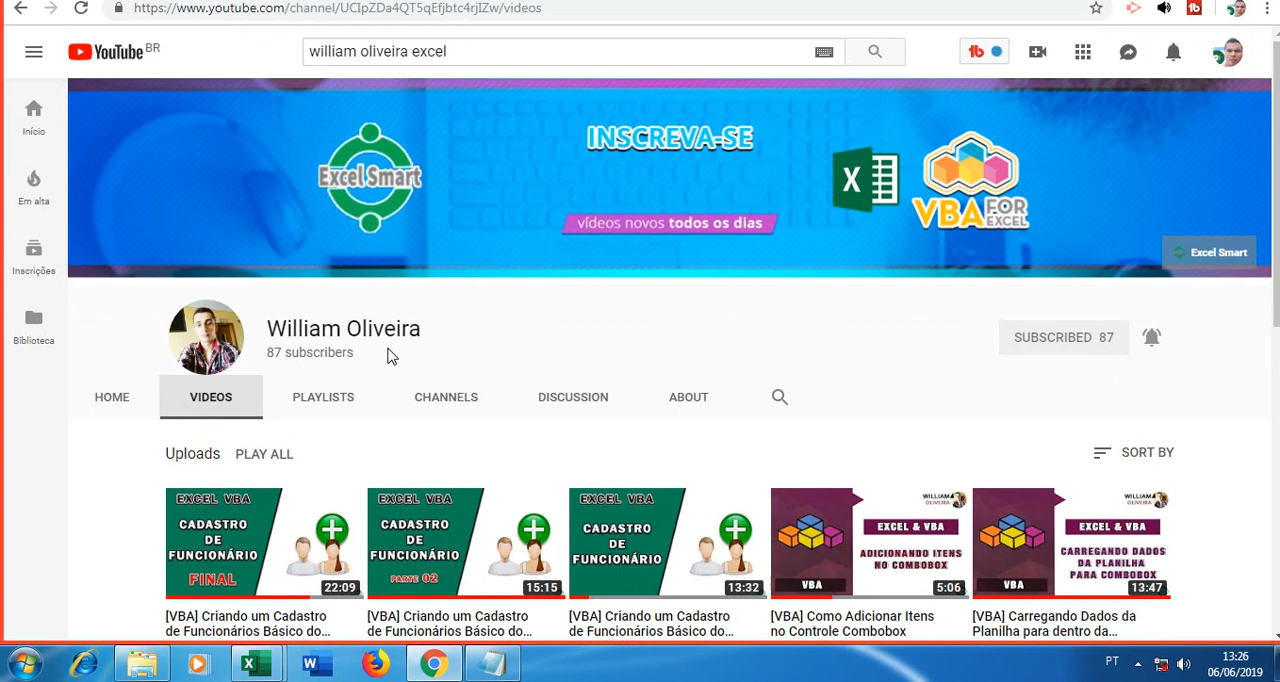 https://www.youtube.com/channel/UCIpZDa4QT5qEfjbtc4rjIZw/videos
YouTube BR
william oliveira excel
Início
Em alta
Inscrições
Biblioteca
Excel Smart
INSCREVA-SE
vídeos novos todos os dias
X
VBA FOR EXCEL
Excel Smart
William Oliveira
87 subscribers
SUBSCRIBED 87
HOME
VIDEOS
PLAYLISTS
CHANNELS
DISCUSSION
ABOUT
Uploads
PLAY ALL
SORT BY
EXCEL VBA
CADASTRO
DE
FUNCIONÁRIO
FINAL
22:09
[VBA] Criando um Cadastro
de Funcionários Básico do...
EXCEL VBA
CADASTRO
DE
FUNCIONÁRIO
PARTE 02
15:15
[VBA] Criando um Cadastro
de Funcionários Básico do...
EXCEL VBA
CADASTRO
DE
FUNCIONÁRIO
13:32
[VBA] Criando um Cadastro
de Funcionários Básico do...
WILLIAM
OLIVEIRA
EXCEL & VBA
ADICIONANDO ITENS
NO COMBOBOX
VBA
5:06
[VBA] Como Adicionar Itens
no Controle Combobox
WILLIAM
OLIVEIRA
EXCEL & VBA
CARREGANDO DADOS
DA PLANILHA
PARA COMBOBOX
VBA
13:47
[VBA] Carregando Dados da
Planilha para dentro da...
PT
13:26
06/06/2019